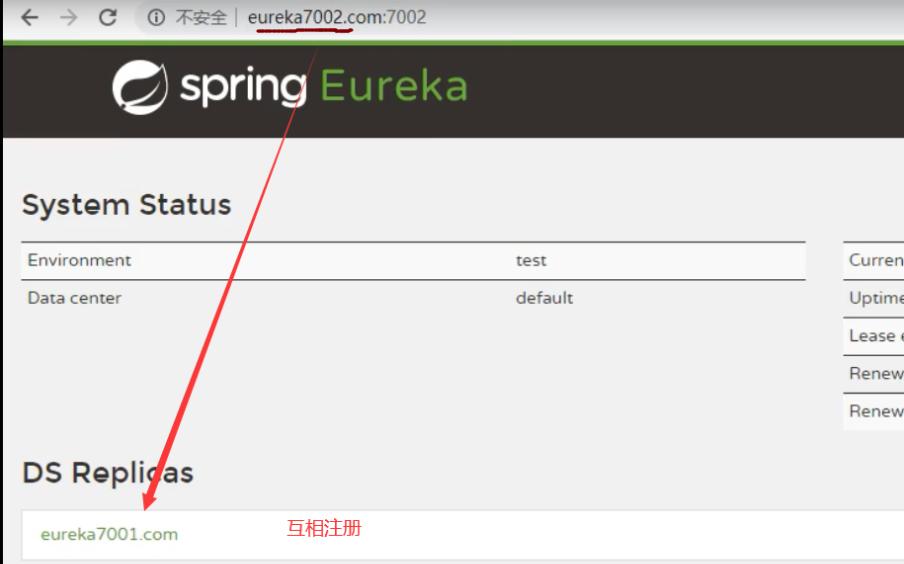 不安全 | eureka7002.com:7002
spring Eureka
System Status
Environment test
Data center default
Curren
Uptime
Lease e
Renew
Renew
DS Replicas
eureka7001.com 互相注册